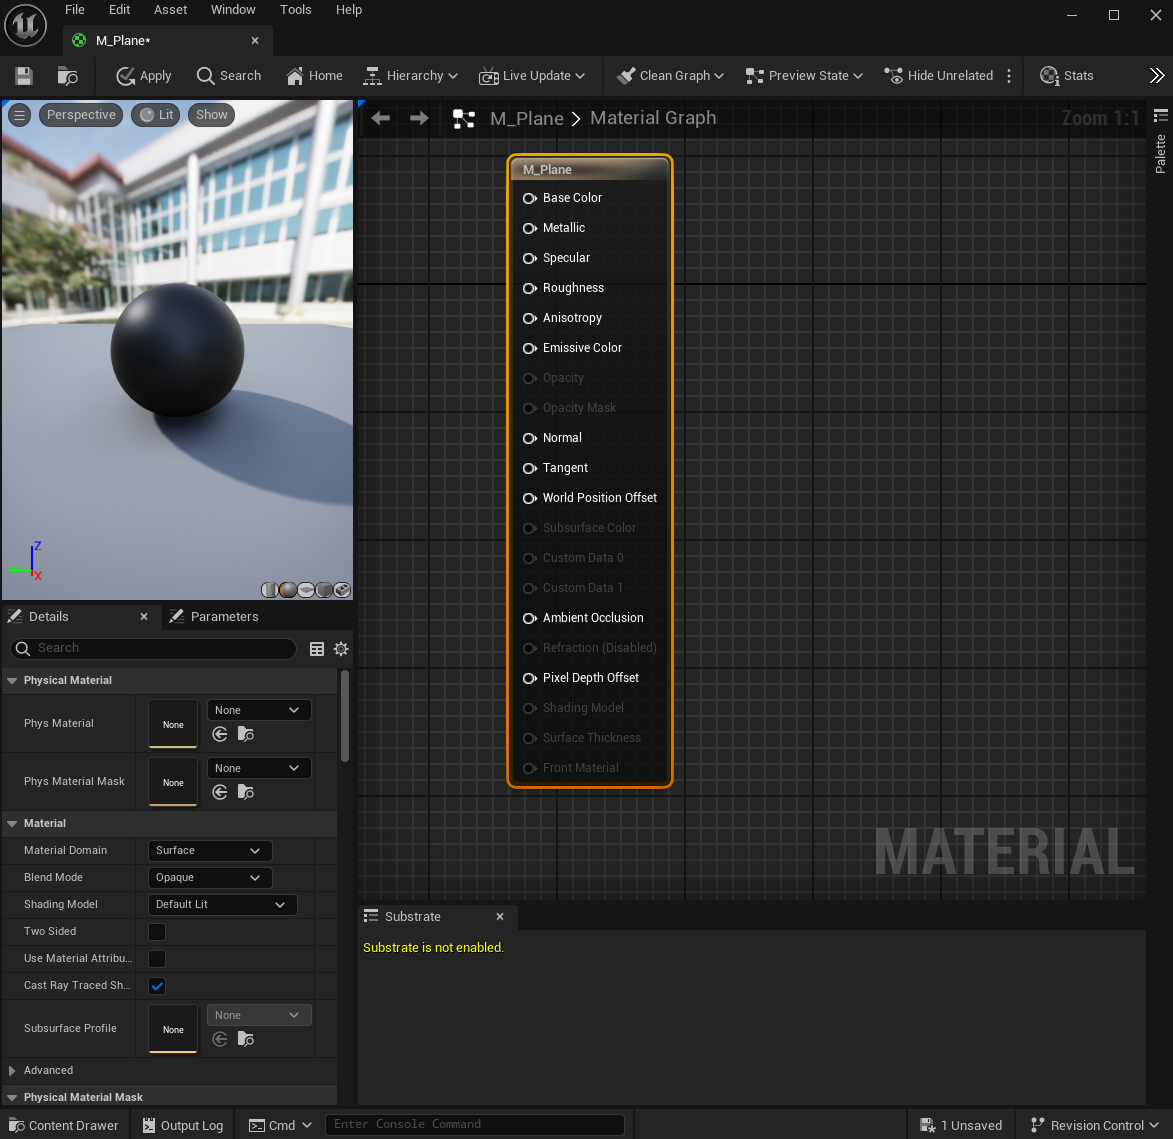 File Edit Asset Window Tools Help
M_Plane*
Apply Search Home Hierarchy Live Update Clean Graph Preview State Hide Unrelated Stats
Perspective Lit Show
M_Plane > Material Graph
Zoom 1:1
Palette
M_Plane
Base Color
Metallic
Specular
Roughness
Anisotropy
Emissive Color
Opacity
Opacity Mask
Normal
Tangent
World Position Offset
Subsurface Color
Custom Data 0
Custom Data 1
Ambient Occlusion
Refraction (Disabled)
Pixel Depth Offset
Shading Model
Surface Thickness
Front Material
MATERIAL
Z
X
Details
Parameters
Search
Physical Material
Phys Material None None
Phys Material Mask None None
Material
Material Domain Surface
Blend Mode Opaque
Shading Model Default Lit
Two Sided
Use Material Attribu...
Cast Ray Traced Sh...
Subsurface Profile None None
Advanced
Physical Material Mask
Substrate
Substrate is not enabled.
Content Drawer Output Log Cmd Enter Console Command 1 Unsaved Revision Control